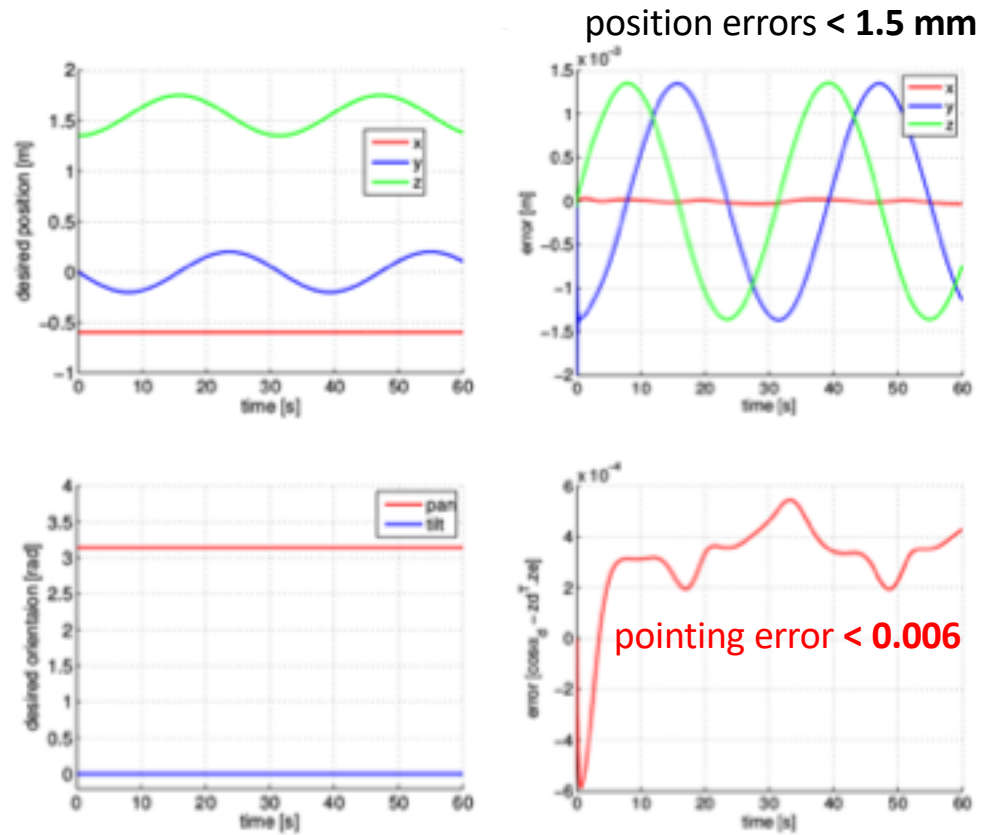 position errors < 1.5 mm
2
1.5
1
0.5
0
−0.5
−1
0 10 20 30 40 50 60
time [s]
desired position [m]
x
y
z
x 10⁻³
1.5
1
0.5
0
−0.5
−1
−1.5
−2
0 10 20 30 40 50 60
time [s]
error [m]
x
y
z
4
3.5
3
2.5
2
1.5
1
0.5
0
0 10 20 30 40 50 60
time [s]
desired orientaion [rad]
pan
tilt
x 10⁻⁴
6
4
2
0
−2
−4
−6
0 10 20 30 40 50 60
time [s]
pointing error < 0.006